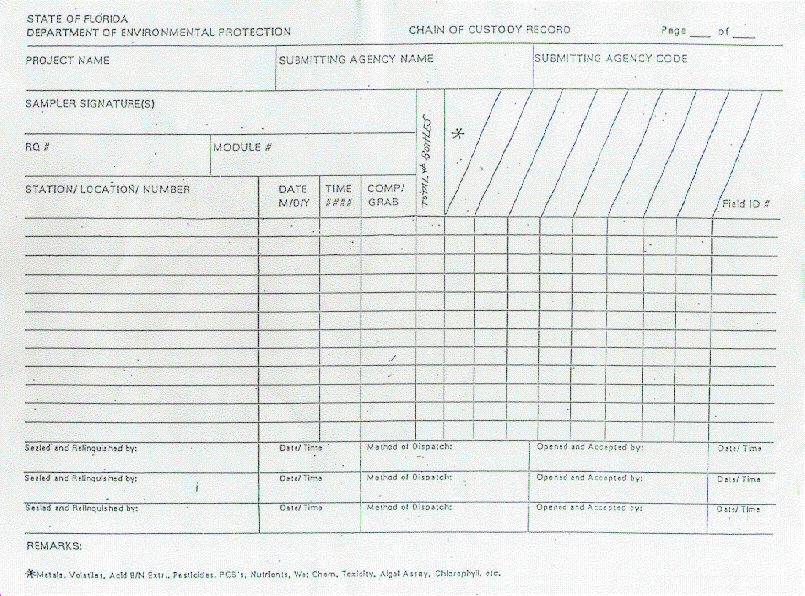 STATE OF FLORIDA
DEPARTMENT OF ENVIRONMENTAL PROTECTION
CHAIN OF CUSTODY RECORD
Page ___ of ___
PROJECT NAME
SUBMITTING AGENCY NAME
SUBMITTING AGENCY CODE
SAMPLER SIGNATURE(S)
*
RQ #
MODULE #
STATION/ LOCATION/ NUMBER
DATE
M/D/Y
TIME
####
COMP/
GRAB
Field ID #
Sealed and Relinquished by:
Date/ Time
Method of Dispatch:
Opened and Accepted by:
Date/ Time
Sealed and Relinquished by:
Date/ Time
Method of Dispatch:
Opened and Accepted by:
Date/ Time
Sealed and Relinquished by:
Date/ Time
Method of Dispatch:
Opened and Accepted by:
Date/ Time
REMARKS:
*Metals, Volatiles, Acid B/N Extr., Pesticides, PCB's, Nutrients, Wet Chem, Toxicity, Algal Assay, Chlorophyll, etc.